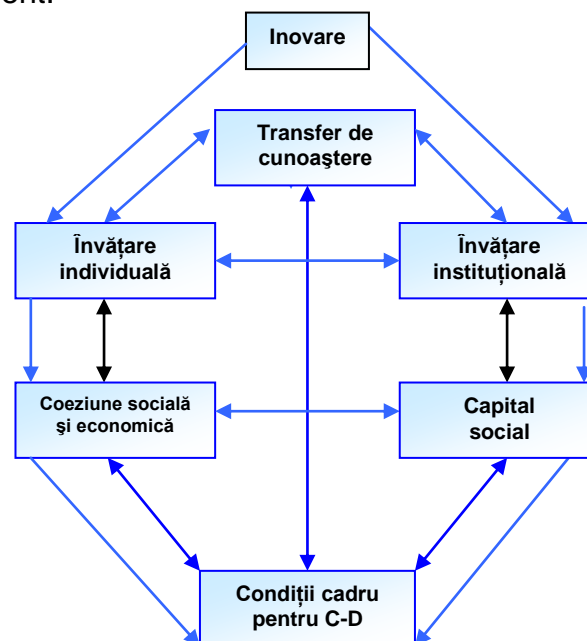 Inovare
Transfer de
cunoaştere
Învățare
individuală
Învățare
instituțională
Coeziune socială
şi economică
Capital
social
Condiții cadru
pentru C-D